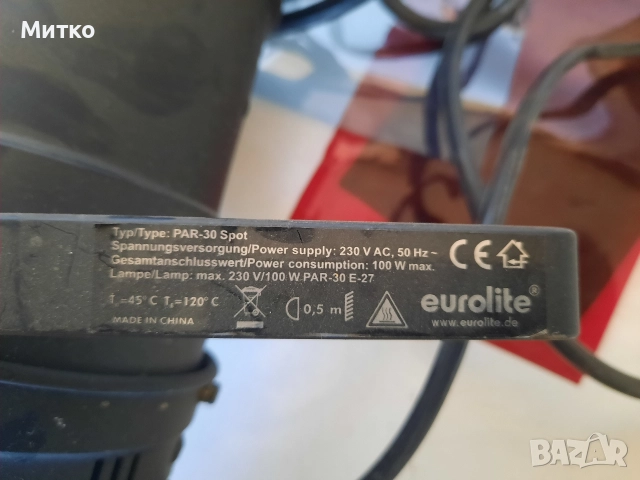 Митко
Typ/Type: PAR-30 Spot
Spannungsversorgung/Power supply: 230 V AC, 50 Hz ~
Gesamtanschlusswert/Power consumption: 100 W max.
Lampe/Lamp: max. 230 V/100 W PAR-30 E-27
CE
Tₐ=45°C Tᵦ=120°C
0,5 m
MADE IN CHINA
eurolite®
www.eurolite.de
BAZAR